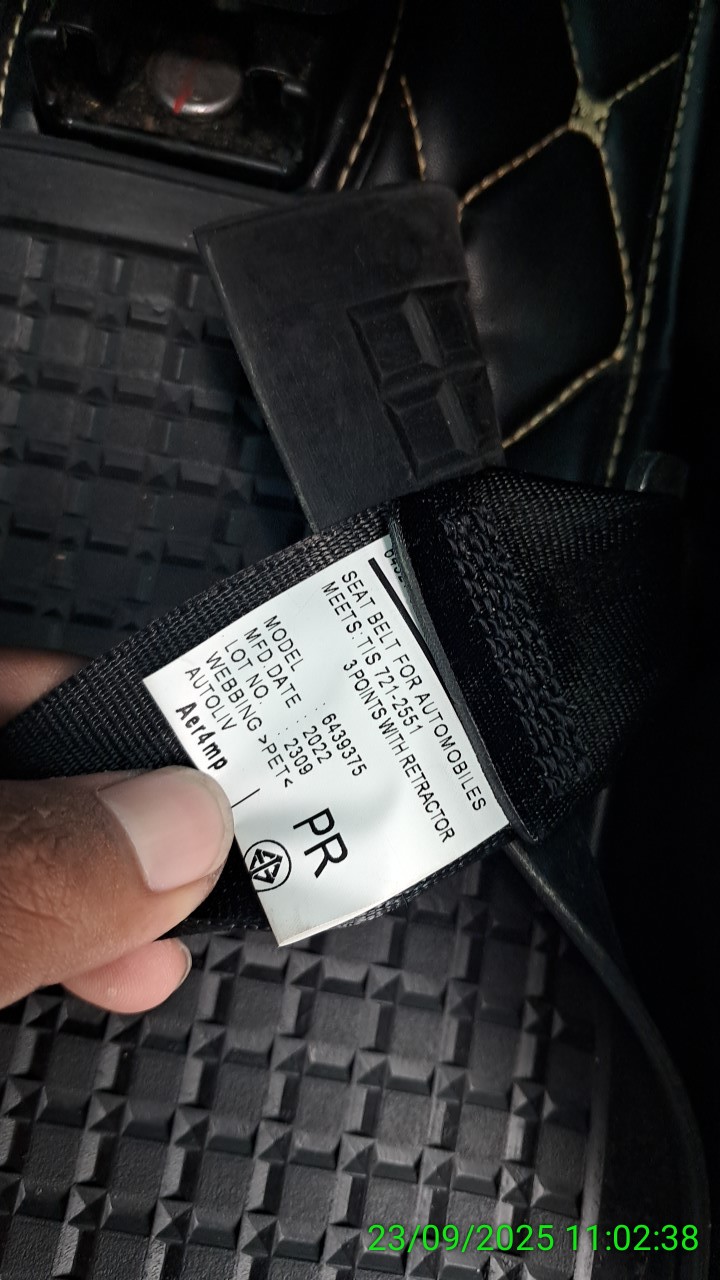 SEAT BELT FOR AUTOMOBILES
MEETS: TIS 721-2551
3 POINTS WITH RETRACTOR
MODEL : 6439375
MFD DATE : 2022
LOT NO. : 2309
WEBBING >PET<
AUTOLIV
Aer4mp
PR
23/09/2025 11:02:38